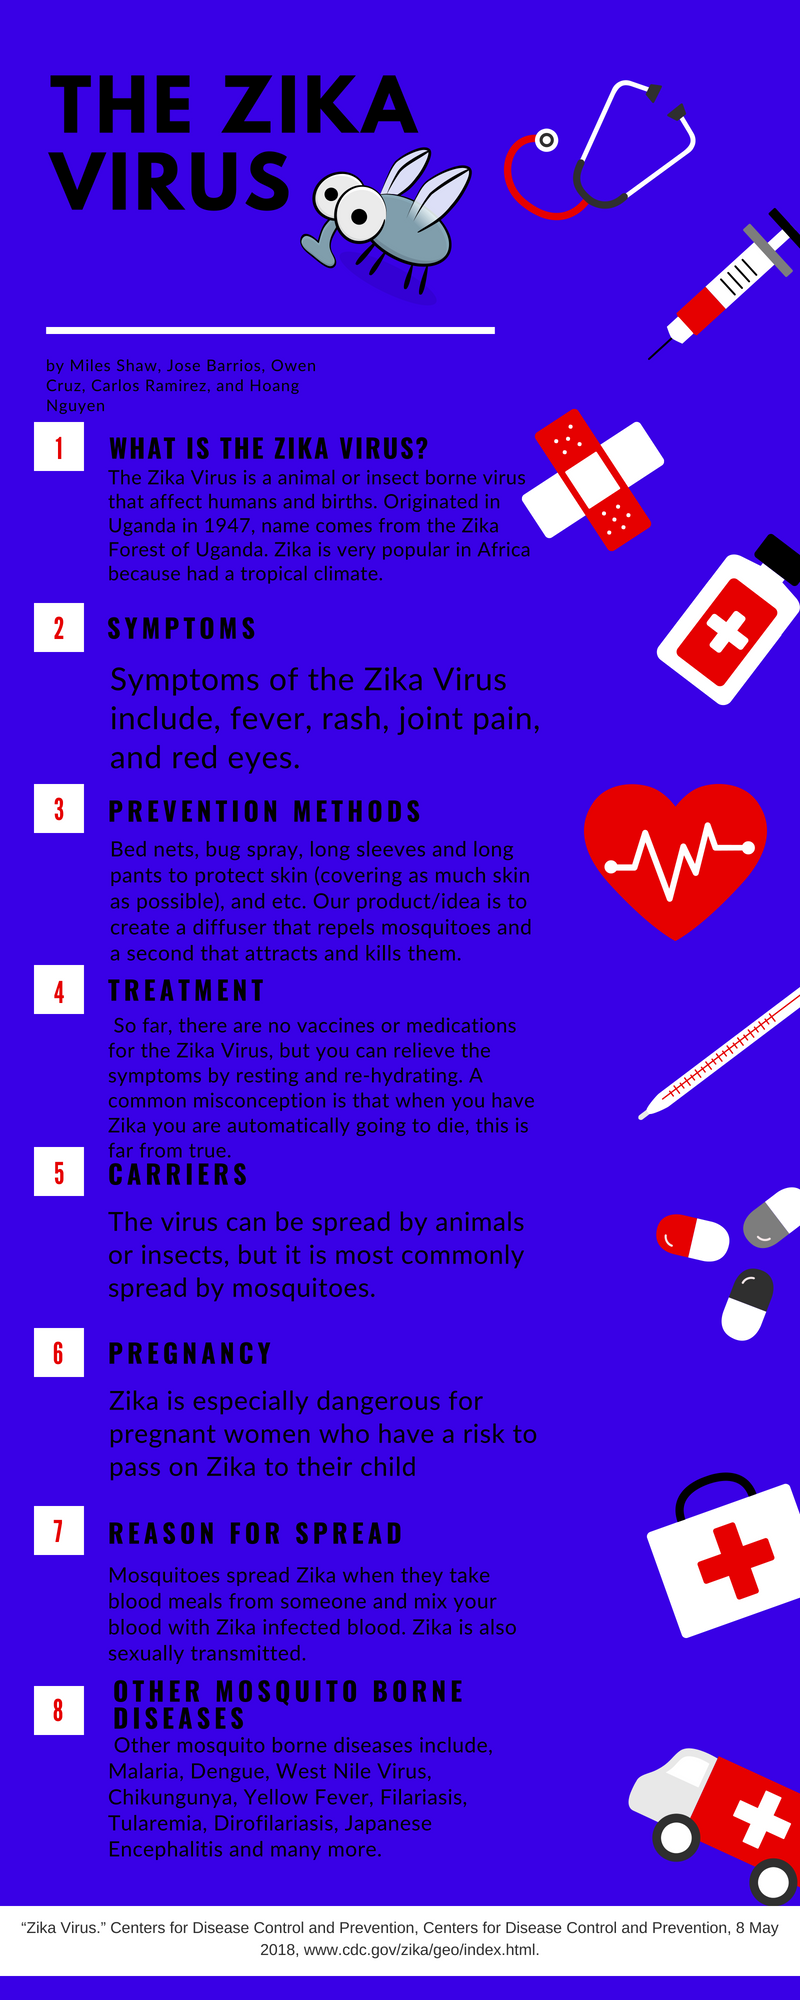 THE ZIKA
VIRUS
by Miles Shaw, Jose Barrios, Owen
Cruz, Carlos Ramirez, and Hoang
Nguyen
1
WHAT IS THE ZIKA VIRUS?
The Zika Virus is a animal or insect borne virus
that affect humans and births. Originated in
Uganda in 1947, name comes from the Zika
Forest of Uganda. Zika is very popular in Africa
because had a tropical climate.
2
SYMPTOMS
Symptoms of the Zika Virus
include, fever, rash, joint pain,
and red eyes.
3
PREVENTION METHODS
Bed nets, bug spray, long sleeves and long
pants to protect skin (covering as much skin
as possible), and etc. Our product/idea is to
create a diffuser that repels mosquitoes and
a second that attracts and kills them.
4
TREATMENT
So far, there are no vaccines or medications
for the Zika Virus, but you can relieve the
symptoms by resting and re-hydrating. A
common misconception is that when you have
Zika you are automatically going to die, this is
far from true.
5
CARRIERS
The virus can be spread by animals
or insects, but it is most commonly
spread by mosquitoes.
6
PREGNANCY
Zika is especially dangerous for
pregnant women who have a risk to
pass on Zika to their child
7
REASON FOR SPREAD
Mosquitoes spread Zika when they take
blood meals from someone and mix your
blood with Zika infected blood. Zika is also
sexually transmitted.
8
OTHER MOSQUITO BORNE
DISEASES
Other mosquito borne diseases include,
Malaria, Dengue, West Nile Virus,
Chikungunya, Yellow Fever, Filariasis,
Tularemia, Dirofilariasis, Japanese
Encephalitis and many more.
“Zika Virus.” Centers for Disease Control and Prevention, Centers for Disease Control and Prevention, 8 May
2018, www.cdc.gov/zika/geo/index.html.